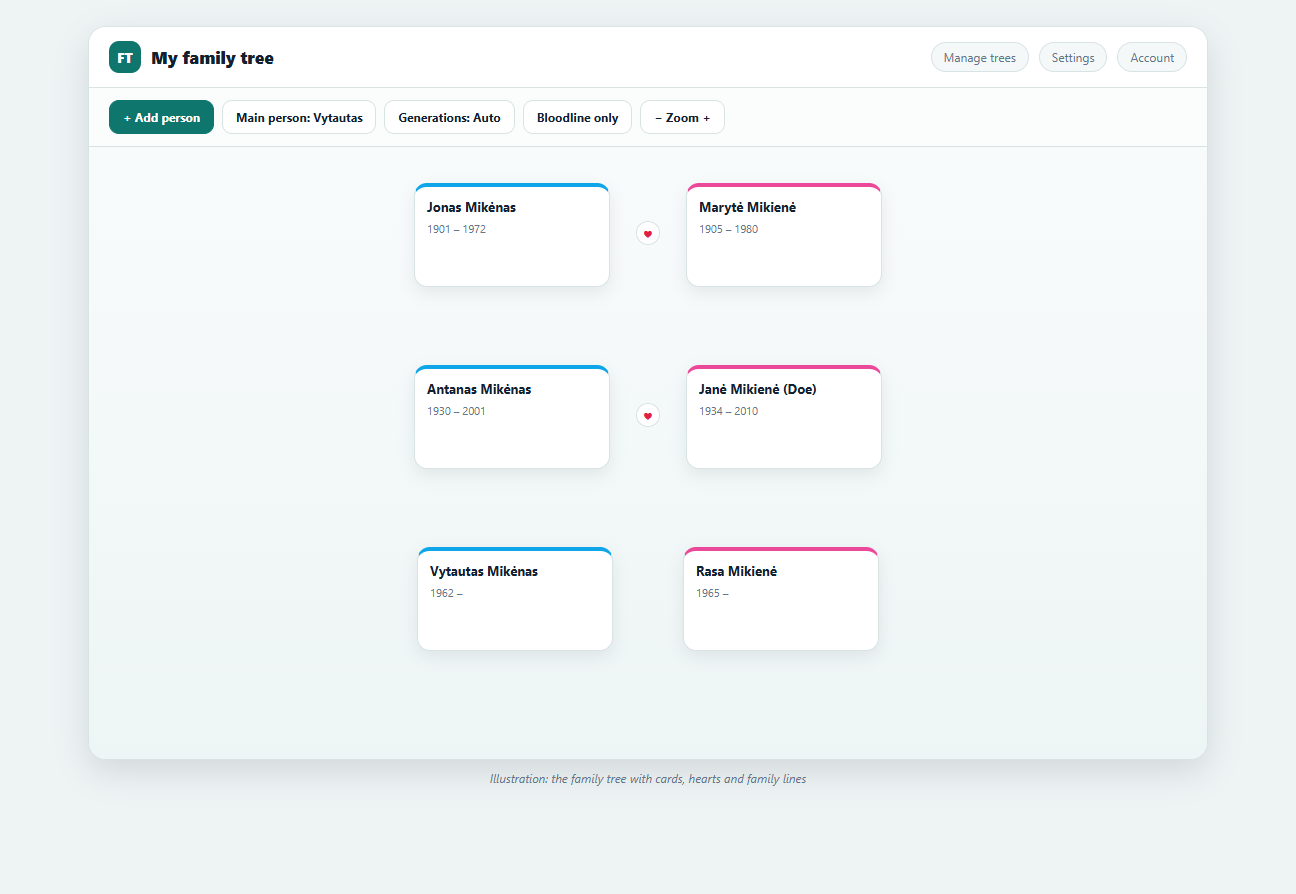 FT My family tree Manage trees Settings Account
+ Add person Main person: Vytautas Generations: Auto Bloodline only − Zoom +
Jonas Mikėnas Marytė Mikienė
1901 – 1972 1905 – 1980
Antanas Mikėnas Janė Mikienė (Doe)
1930 – 2001 1934 – 2010
Vytautas Mikėnas Rasa Mikienė
1962 – 1965 –
Illustration: the family tree with cards, hearts and family lines